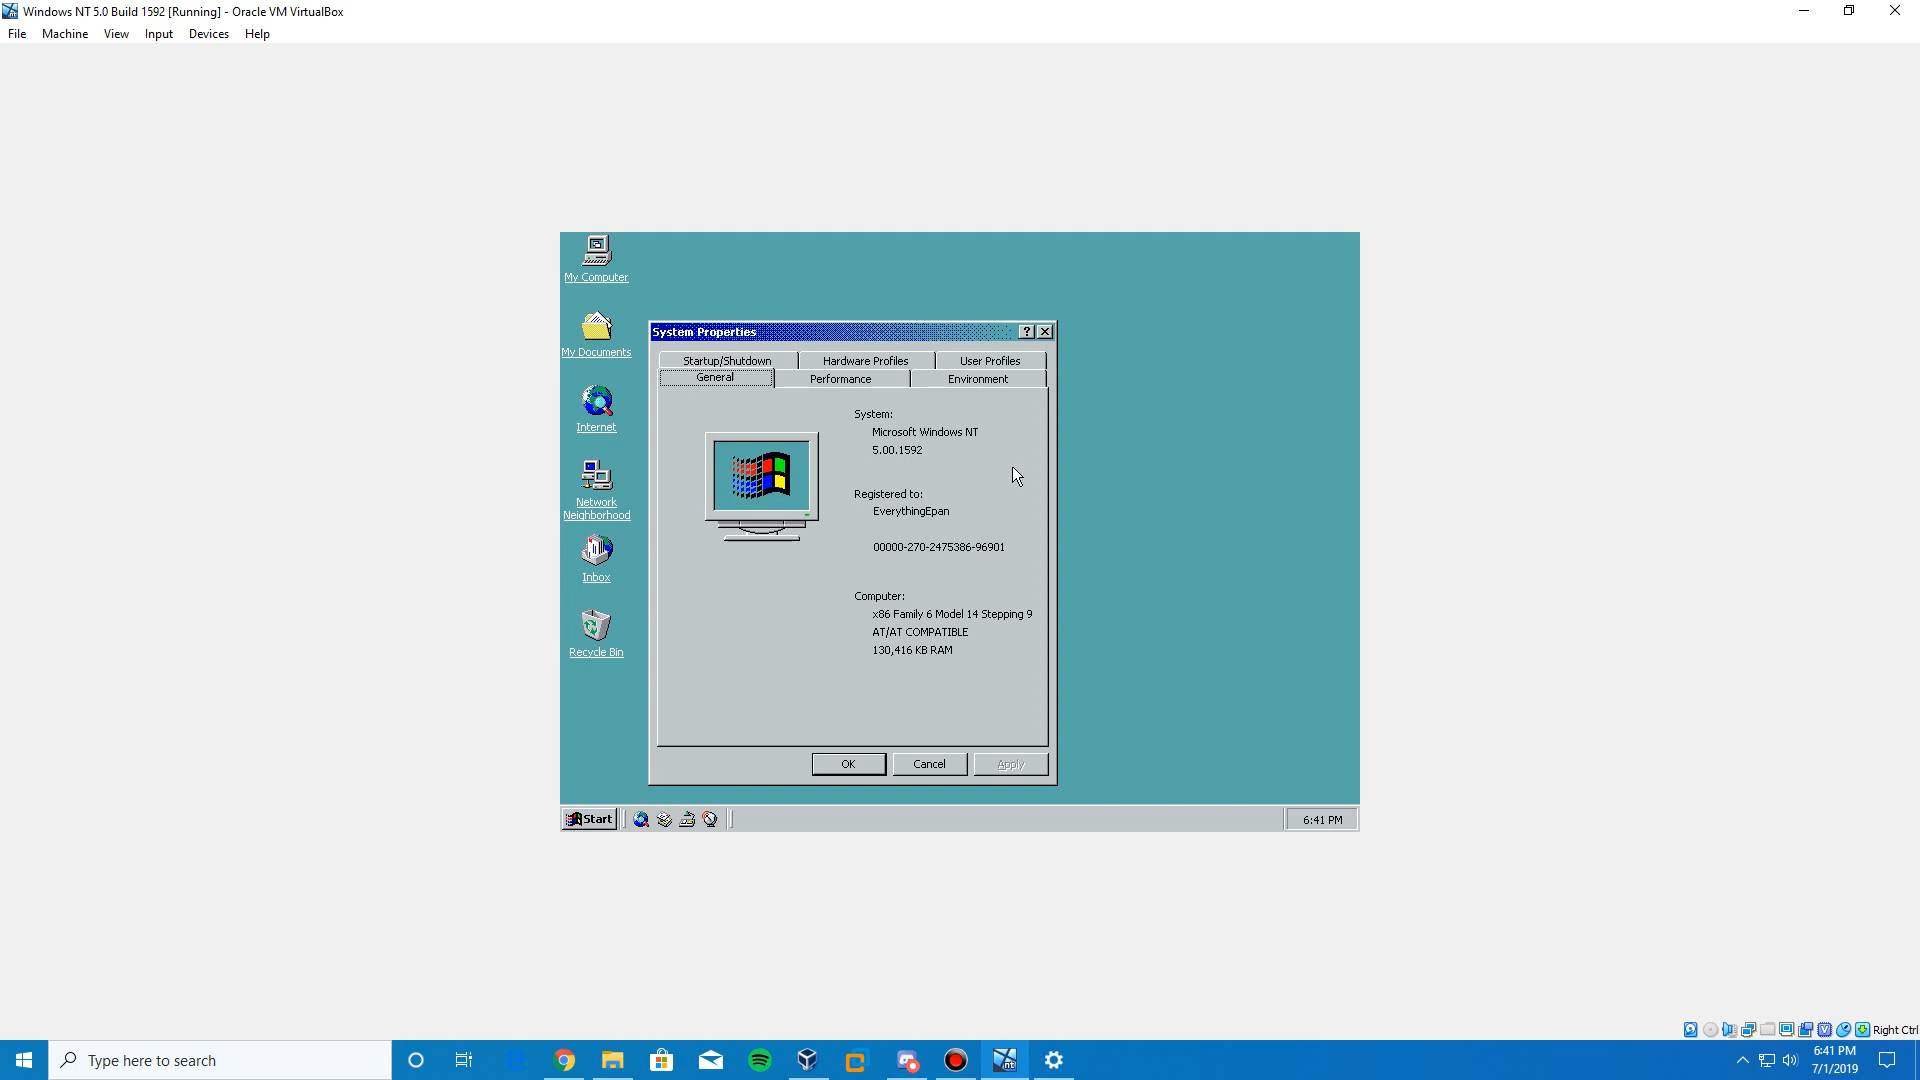 Windows NT 5.0 Build 1592 [Running] - Oracle VM VirtualBox
File Machine View Input Devices Help
My Computer
My Documents
Internet
Network
Neighborhood
Inbox
Recycle Bin
System Properties
Startup/Shutdown Hardware Profiles User Profiles
General Performance Environment
System:
Microsoft Windows NT
5.00.1592
Registered to:
EverythingEpan
00000-270-2475386-96901
Computer:
x86 Family 6 Model 14 Stepping 9
AT/AT COMPATIBLE
130,416 KB RAM
OK Cancel Apply
Start 6:41 PM
Right Ctrl
Type here to search
nt
6:41 PM
7/1/2019